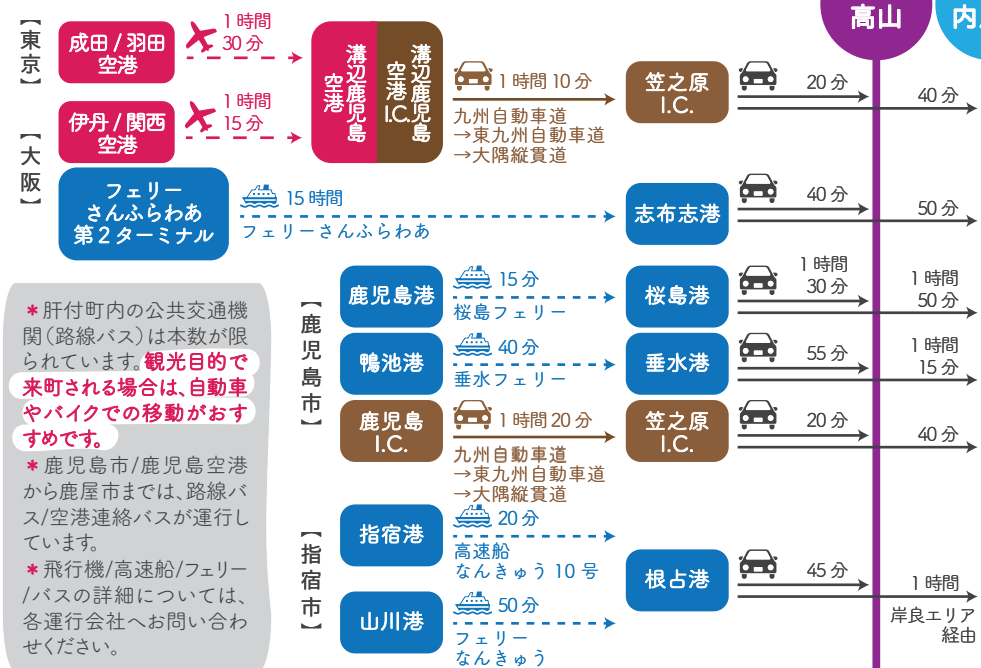 高山
内
【東京】
成田/羽田
空港
1時間
30分
伊丹/関西
空港
1時間
15分
溝辺鹿児島
空港
溝辺鹿児島
空港I.C.
1時間10分
九州自動車道
→東九州自動車道
→大隅縦貫道
笠之原
I.C.
20分
40分
【大阪】
フェリー
さんふらわあ
第2ターミナル
15時間
フェリーさんふらわあ
志布志港
40分
50分
【鹿児島市】
鹿児島港
15分
桜島フェリー
桜島港
1時間
30分
1時間
50分
鴨池港
40分
垂水フェリー
垂水港
55分
1時間
15分
鹿児島
I.C.
1時間20分
九州自動車道
→東九州自動車道
→大隅縦貫道
笠之原
I.C.
20分
40分
【指宿市】
指宿港
20分
高速船
なんきゅう10号
山川港
50分
フェリー
なんきゅう
根占港
45分
1時間
岸良エリア
経由
*肝付町内の公共交通機
関(路線バス)は本数が限
られています。観光目的で
来町される場合は、自動車
やバイクでの移動がおす
すめです。
*鹿児島市/鹿児島空港
から鹿屋市までは、路線バ
ス/空港連絡バスが運行し
ています。
*飛行機/高速船/フェリー
/バスの詳細については、
各運行会社へお問い合わ
せください。